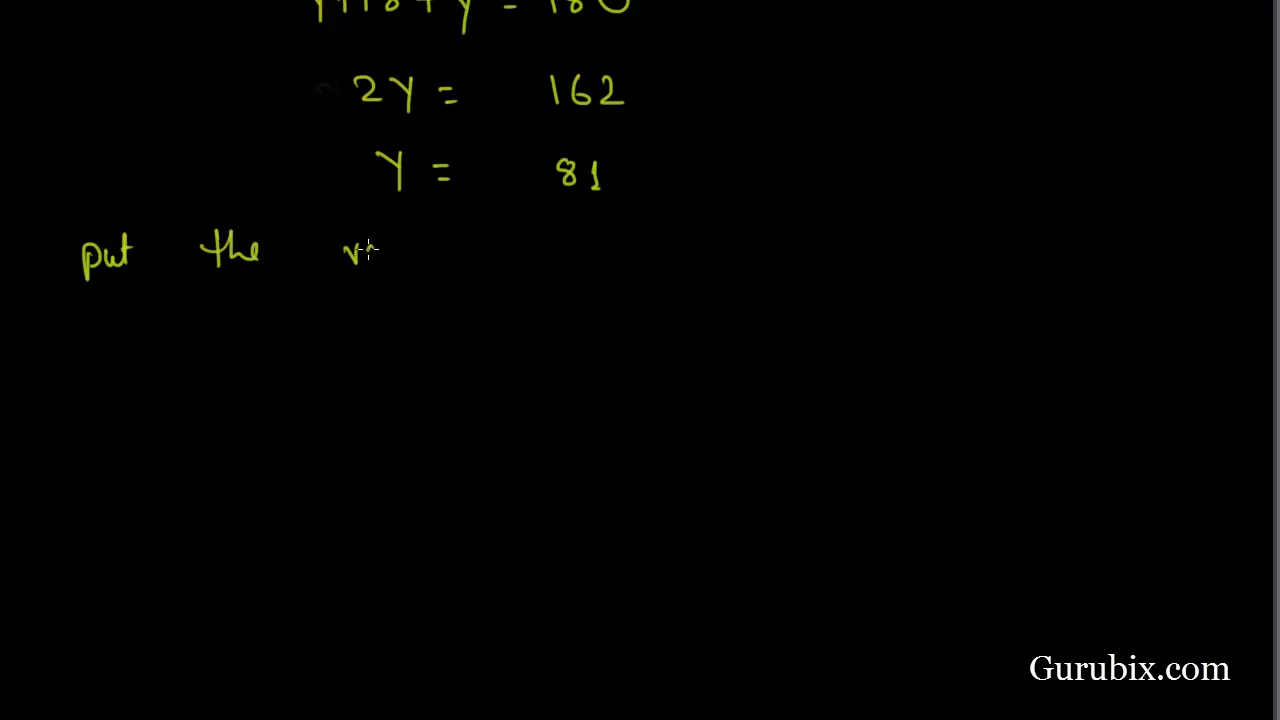 Y+18+Y = 180
2Y = 162
Y = 81
put the
Gurubix.com